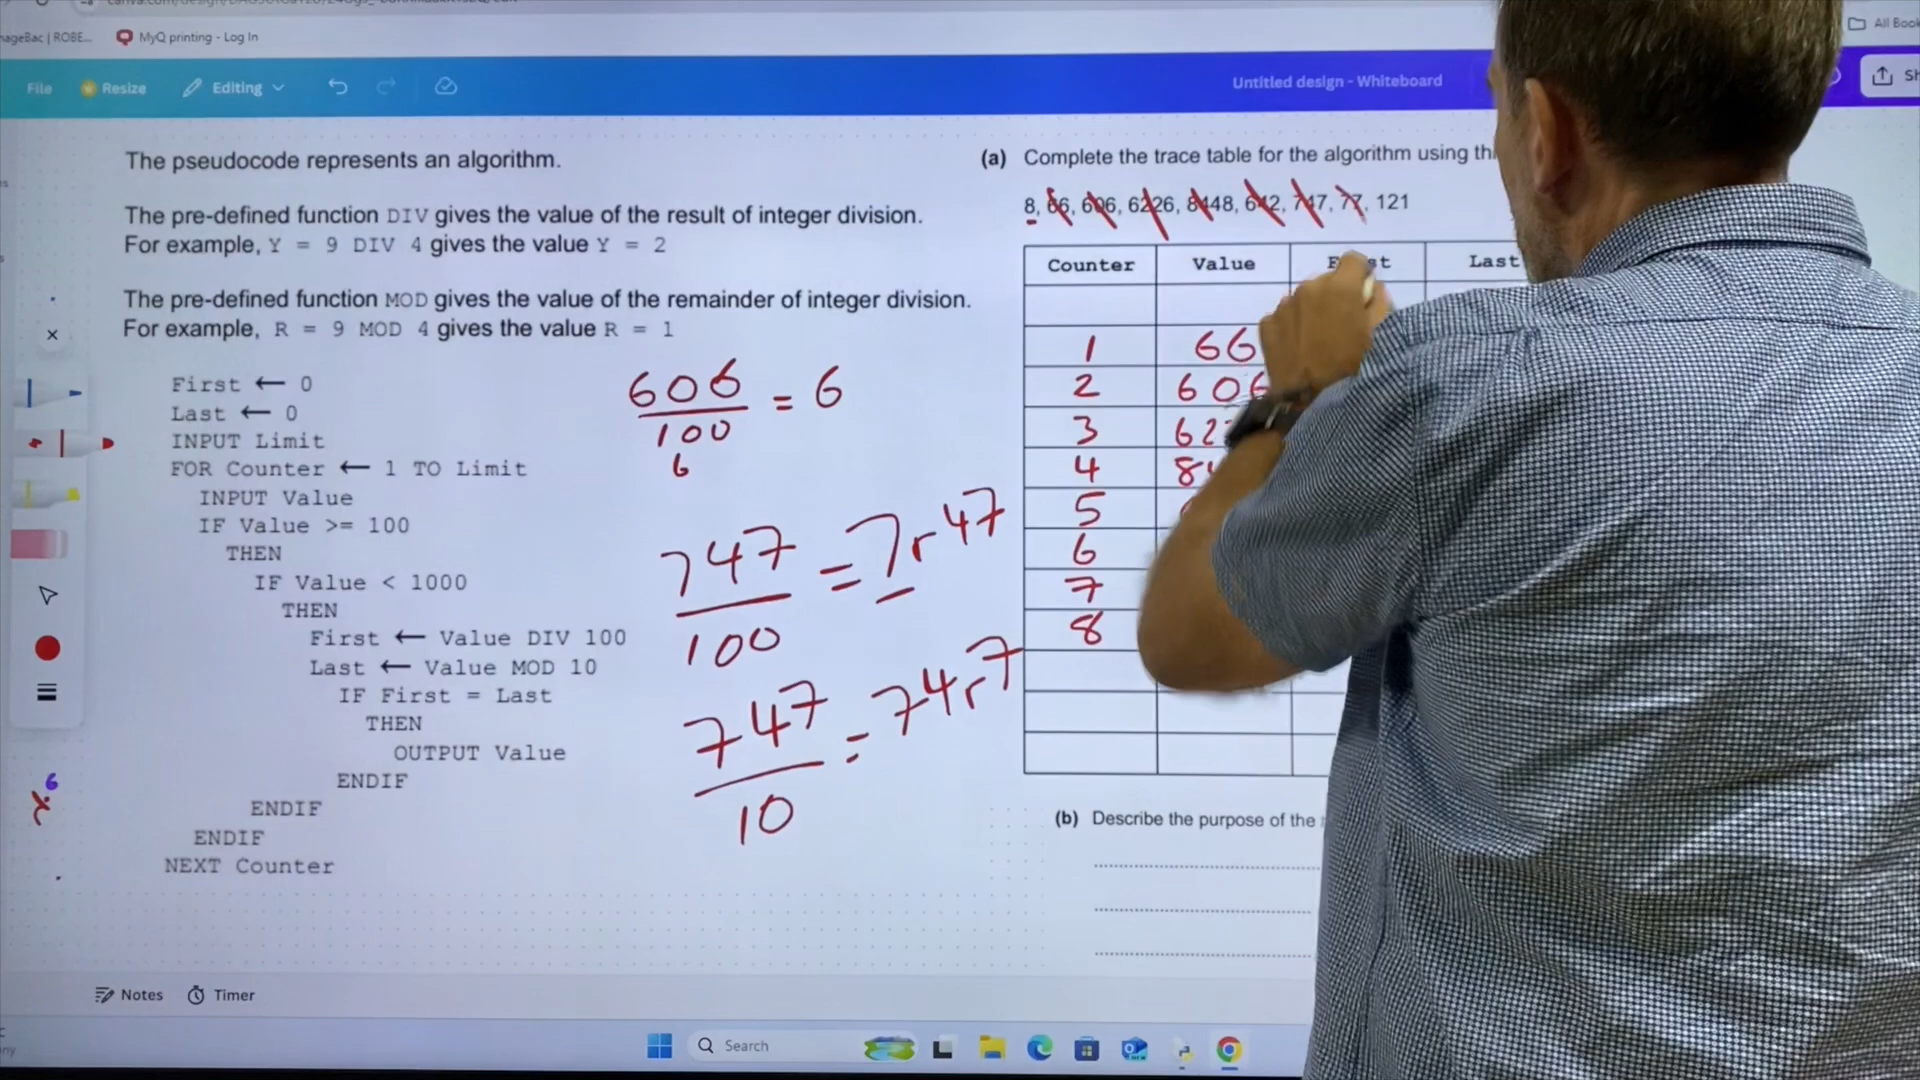 nageBac | ROBE... MyQ printing - Log In All Book
File Resize Editing Untitled design - Whiteboard Sh
The pseudocode represents an algorithm.
The pre-defined function DIV gives the value of the result of integer division.
For example, Y = 9 DIV 4 gives the value Y = 2
The pre-defined function MOD gives the value of the remainder of integer division.
For example, R = 9 MOD 4 gives the value R = 1
First ← 0
Last ← 0
INPUT Limit
FOR Counter ← 1 TO Limit
INPUT Value
IF Value >= 100
THEN
IF Value < 1000
THEN
First ← Value DIV 100
Last ← Value MOD 10
IF First = Last
THEN
OUTPUT Value
ENDIF
ENDIF
ENDIF
NEXT Counter
606
100
= 6
6
747
100
= 7r47
747
10
= 74r7
(a) Complete the trace table for the algorithm using
8, 66, 606, 6226, 8448, 642, 747, 77, 121
Counter Value First Last
1 66
2 606
3 62
4 84
5
6
7
8
(b) Describe the purpose of the
6
Notes Timer
Search